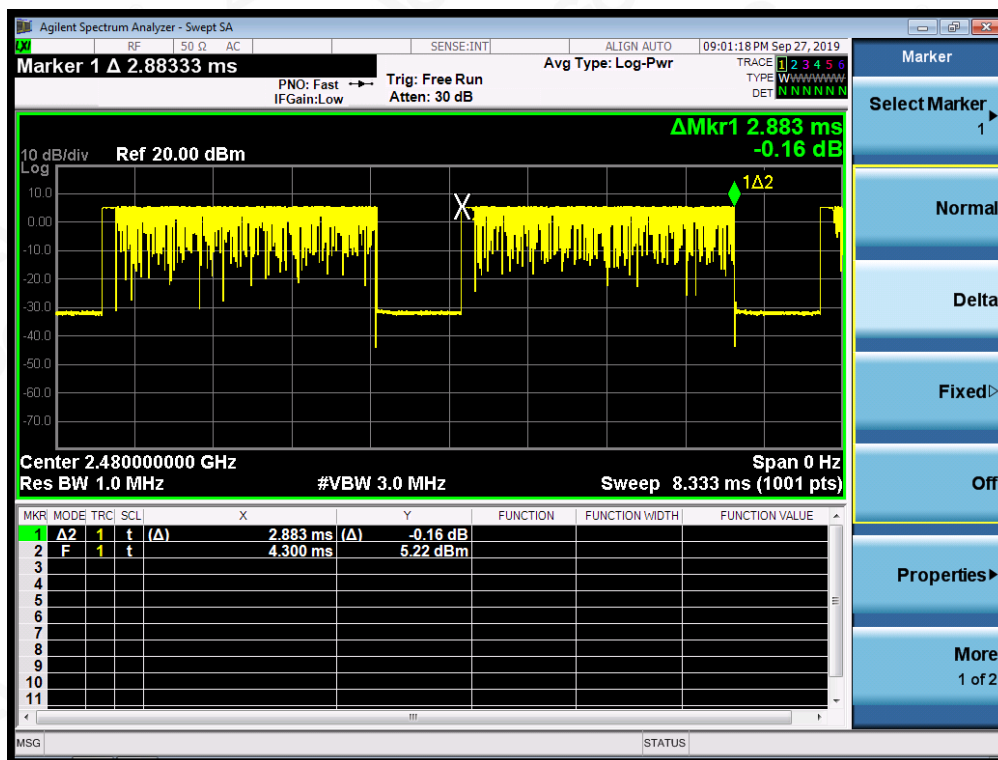 Agilent Spectrum Analyzer - Swept SA
LXI RF 50 Ω AC SENSE:INT ALIGN AUTO 09:01:18 PM Sep 27, 2019
Marker 1 Δ 2.88333 ms
PNO: Fast
IFGain:Low
Trig: Free Run
Atten: 30 dB
Avg Type: Log-Pwr
TRACE 1 2 3 4 5 6
TYPE WWWWWWW
DET N N N N N N
ΔMkr1 2.883 ms
-0.16 dB
10 dB/div Ref 20.00 dBm
Log
1Δ2
10.0
0.00
-10.0
-20.0
-30.0
-40.0
-50.0
-60.0
-70.0
Center 2.480000000 GHz Span 0 Hz
Res BW 1.0 MHz #VBW 3.0 MHz Sweep 8.333 ms (1001 pts)
MKR MODE TRC SCL X Y FUNCTION FUNCTION WIDTH FUNCTION VALUE
1 Δ2 1 t (Δ) 2.883 ms (Δ) -0.16 dB
2 F 1 t 4.300 ms 5.22 dBm
3
4
5
6
7
8
9
10
11
MSG STATUS
Marker
Select Marker
1
Normal
Delta
Fixed
Off
Properties
More
1 of 2